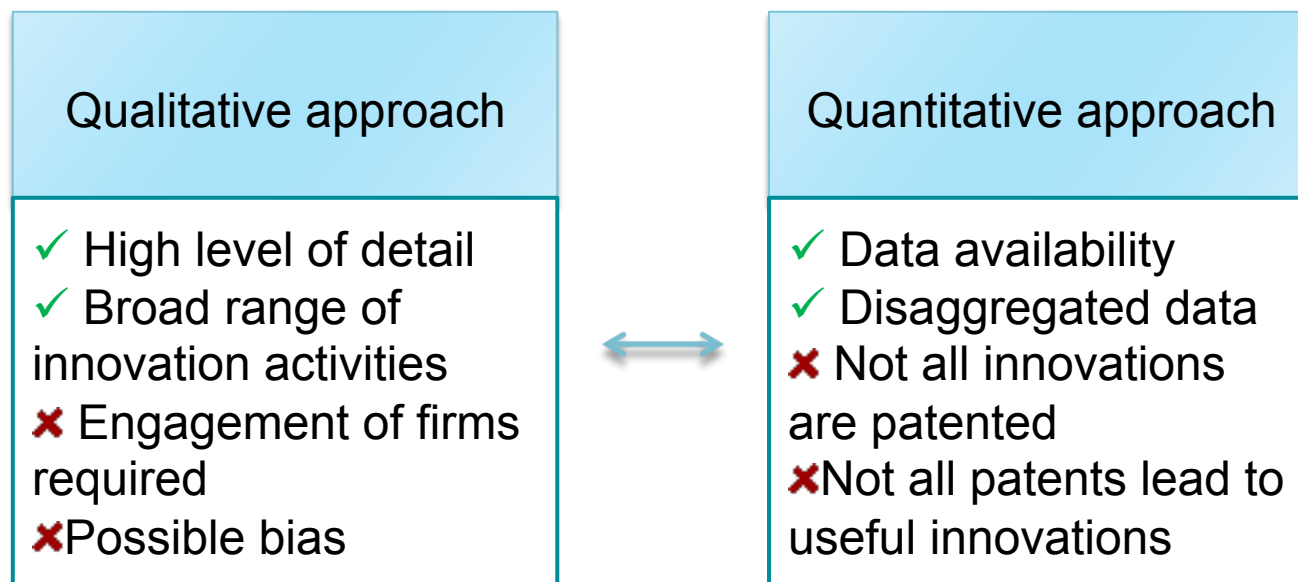 Qualitative approach
✓ High level of detail
✓ Broad range of
innovation activities
✖ Engagement of firms
required
✖Possible bias
Quantitative approach
✓ Data availability
✓ Disaggregated data
✖ Not all innovations
are patented
✖Not all patents lead to
useful innovations